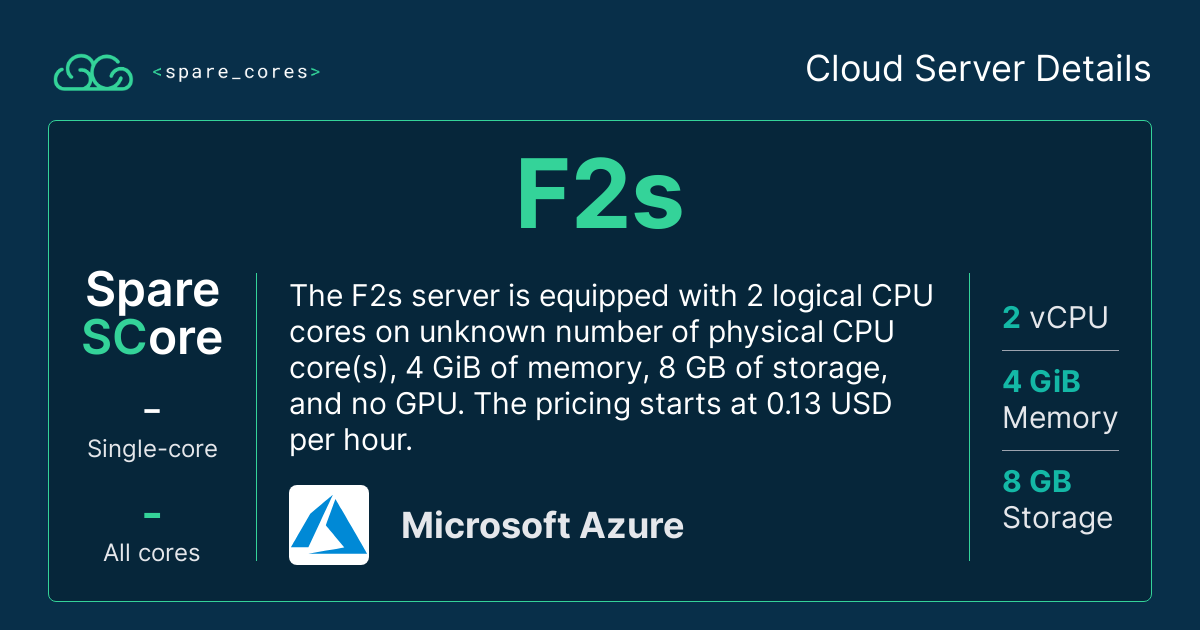 <spare_cores>
Cloud Server Details
F2s
Spare
SCore
–
Single-core
–
All cores
The F2s server is equipped with 2 logical CPU
cores on unknown number of physical CPU
core(s), 4 GiB of memory, 8 GB of storage,
and no GPU. The pricing starts at 0.13 USD
per hour.
Microsoft Azure
2 vCPU
4 GiB
Memory
8 GB
Storage